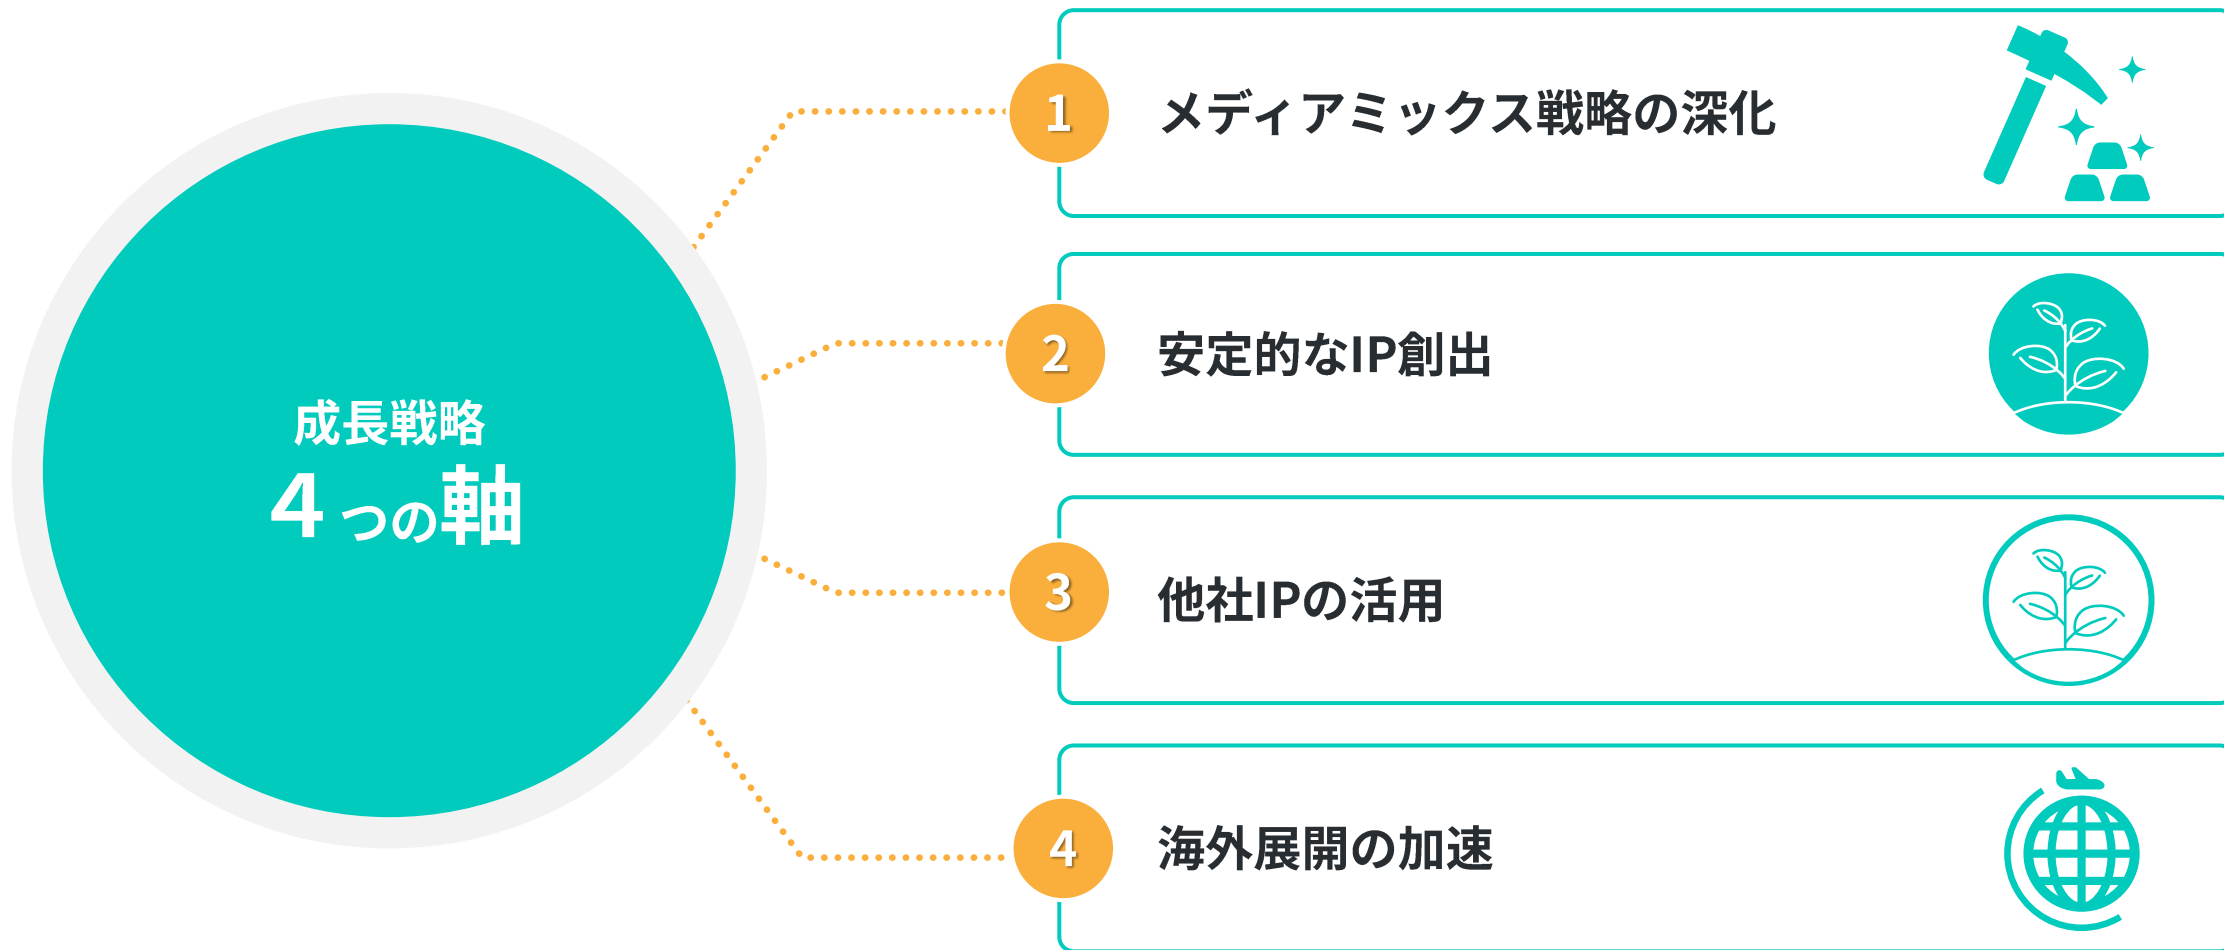 成長戦略
4つの軸
1
メディアミックス戦略の深化
2
安定的なIP創出
3
他社IPの活用
4
海外展開の加速